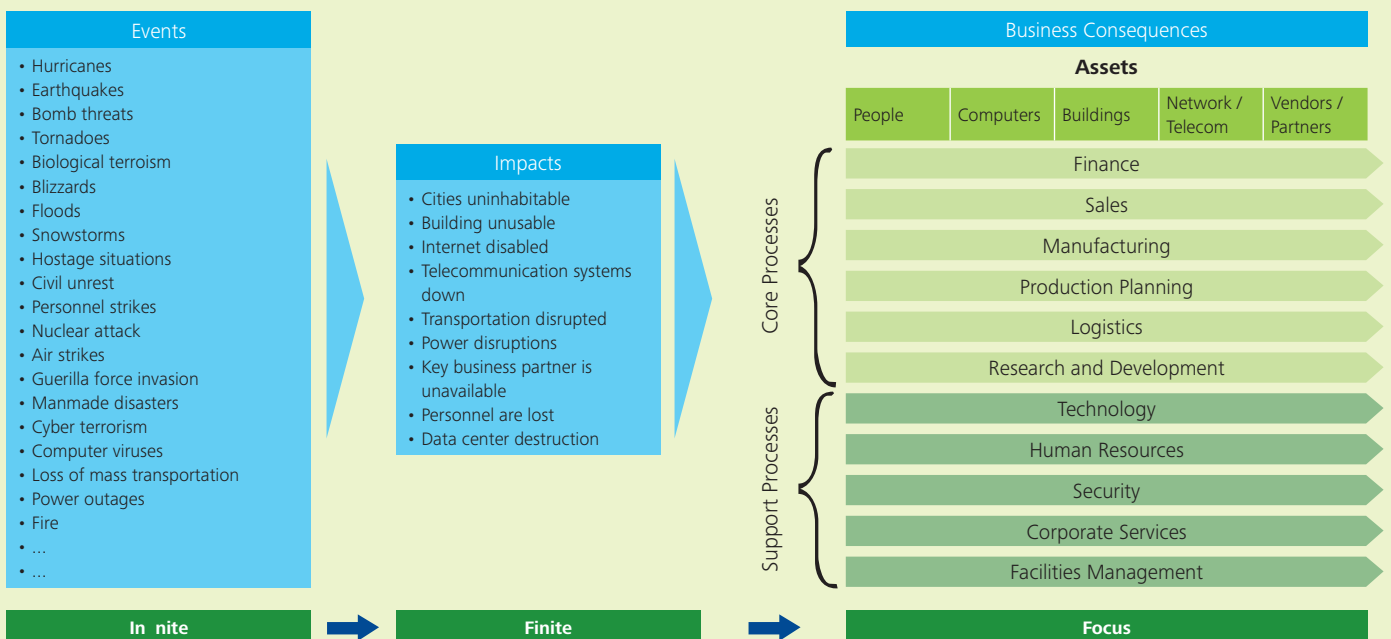 Events
• Hurricanes
• Earthquakes
• Bomb threats
• Tornadoes
• Biological terroism
• Blizzards
• Floods
• Snowstorms
• Hostage situations
• Civil unrest
• Personnel strikes
• Nuclear attack
• Air strikes
• Guerilla force invasion
• Manmade disasters
• Cyber terrorism
• Computer viruses
• Loss of mass transportation
• Power outages
• Fire
• ...
• ...
In nite
Impacts
• Cities uninhabitable
• Building unusable
• Internet disabled
• Telecommunication systems
down
• Transportation disrupted
• Power disruptions
• Key business partner is
unavailable
• Personnel are lost
• Data center destruction
Finite
Business Consequences
Assets
People
Computers
Buildings
Network /
Telecom
Vendors /
Partners
Core Processes
Finance
Sales
Manufacturing
Production Planning
Logistics
Research and Development
Support Processes
Technology
Human Resources
Security
Corporate Services
Facilities Management
Focus